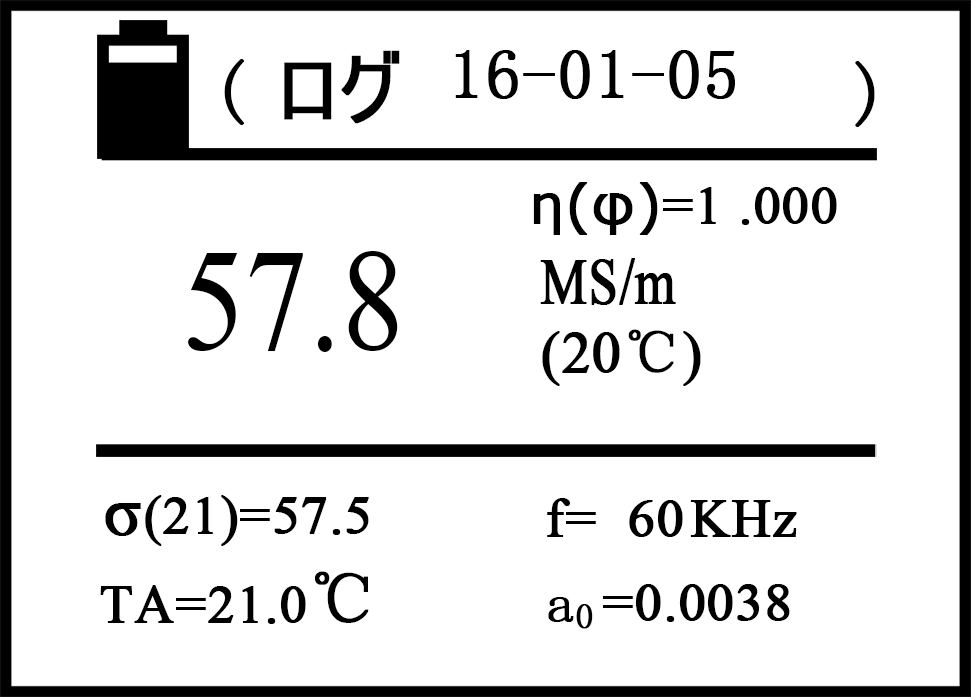 ( ログ 16-01-05 )
η(φ)=1.000
57.8 MS/m
(20℃)
σ(21)=57.5 f= 60KHz
TA=21.0℃ a₀=0.0038